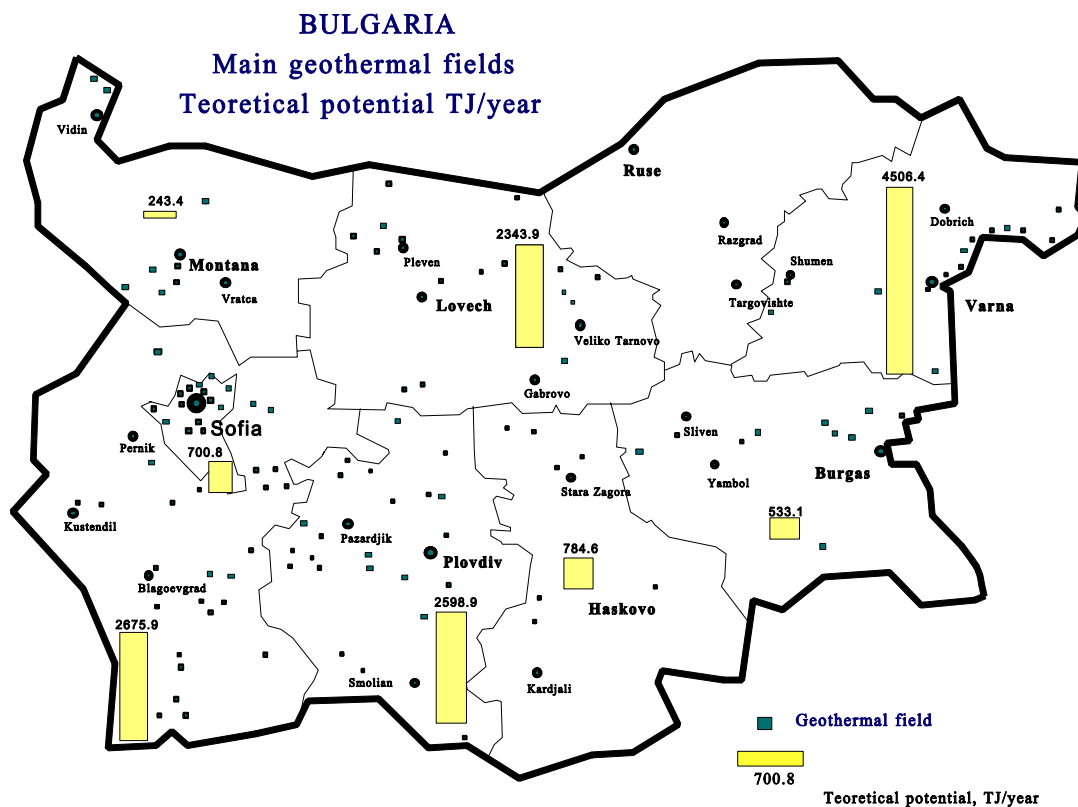 BULGARIA
Main geothermal fields
Teoretical potential TJ/year
Vidin
Ruse
4506.4
243.4
Dobrich
2343.9
Razgrad
Pleven
Montana
Shumen
Vratca
Lovech
Targovishte
Varna
Veliko Tarnovo
Gabrovo
Sofia
Sliven
Pernik
700.8
Burgas
Stara Zagora
Yambol
Kustendil
533.1
Pazardjik
Plovdiv
784.6
Blagoevgrad
Haskovo
2675.9
2598.9
Smolian
Kardjali
Geothermal field
700.8
Teoretical potential, TJ/year